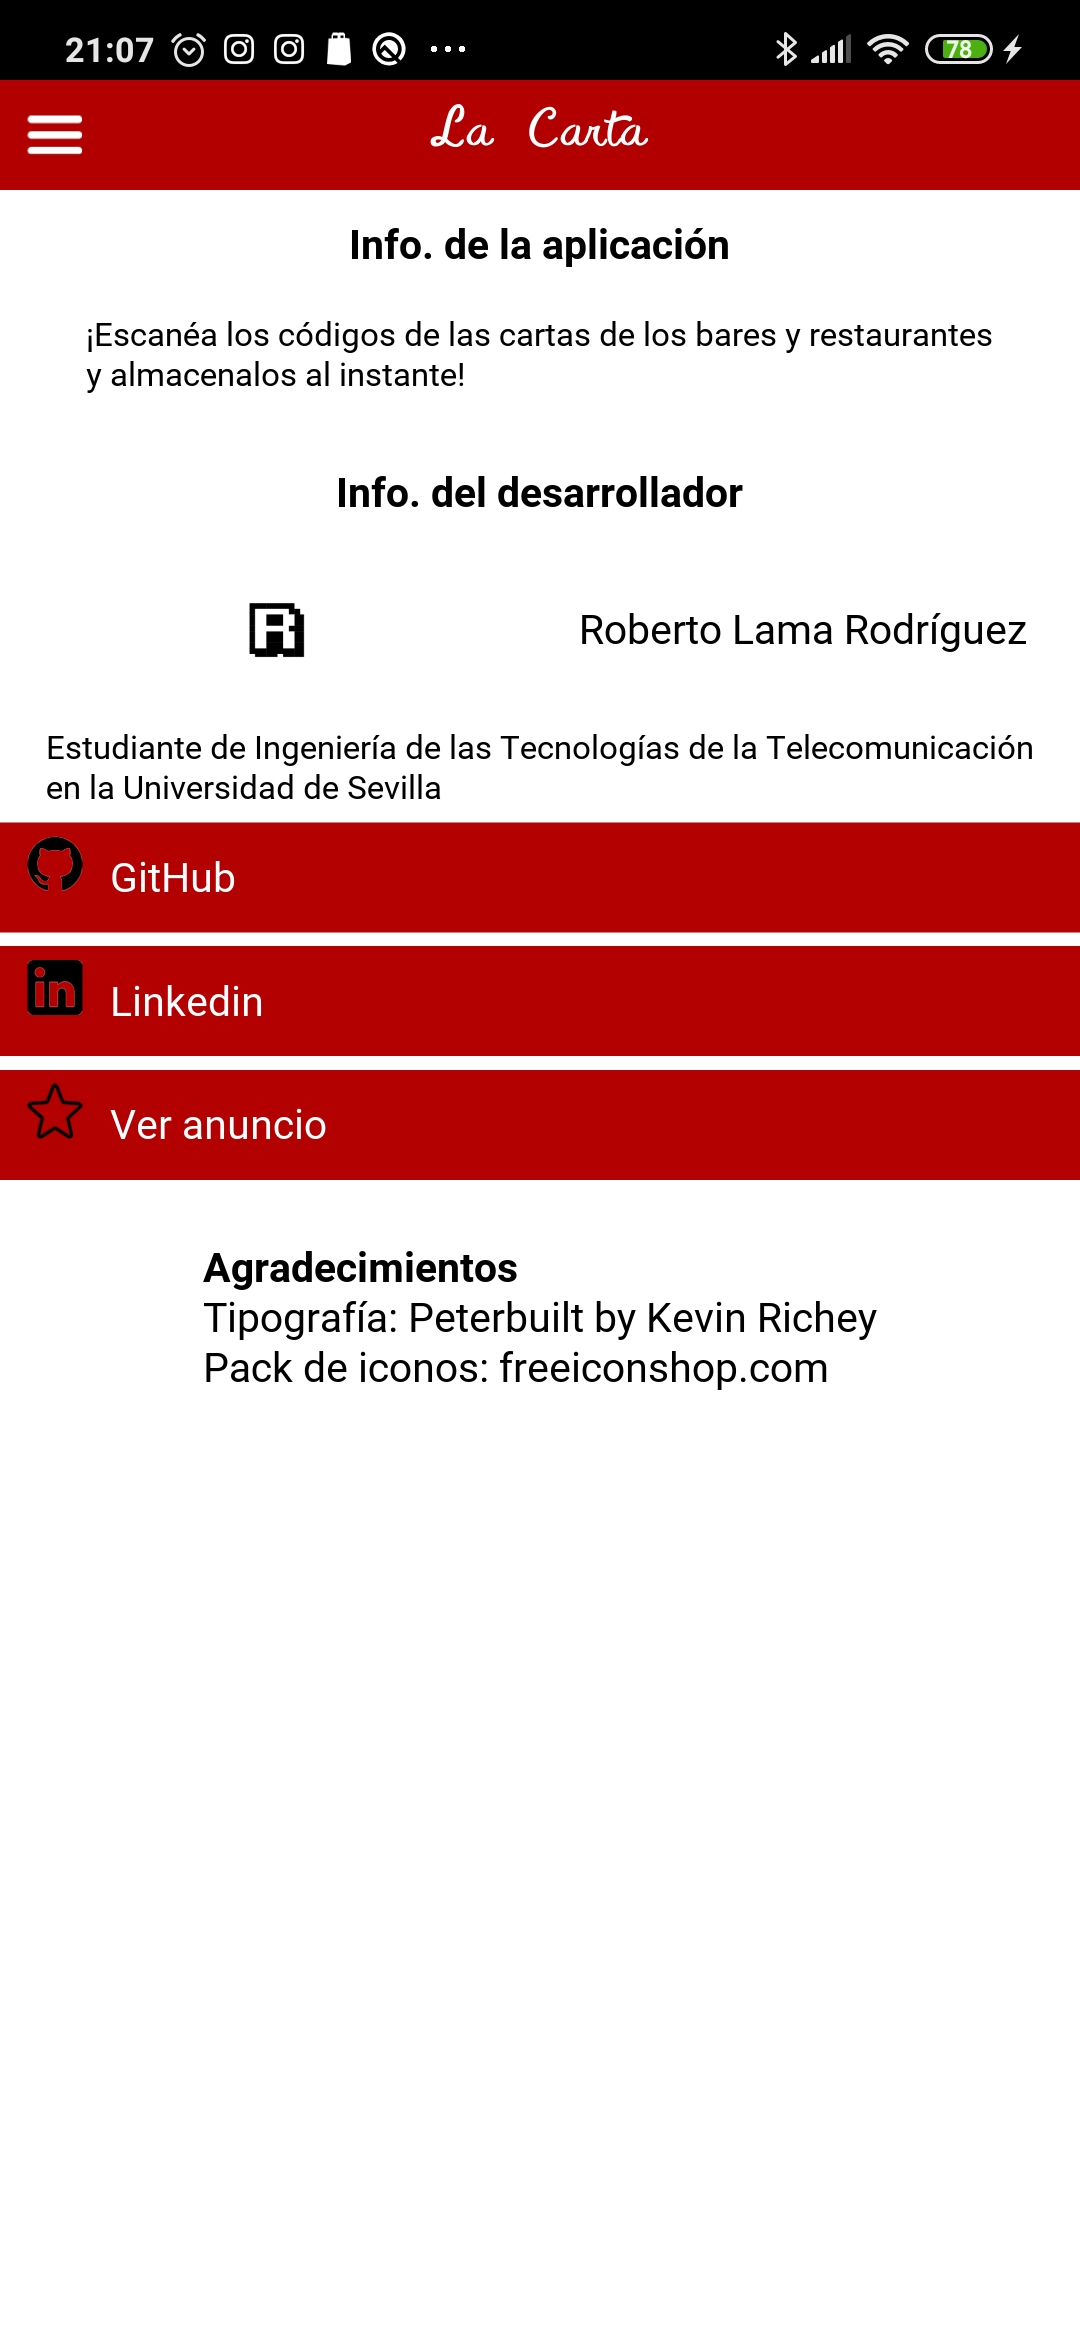 21:07
78
La Carta
Info. de la aplicación
¡Escanéa los códigos de las cartas de los bares y restaurantes
y almacenalos al instante!
Info. del desarrollador
R
Roberto Lama Rodríguez
Estudiante de Ingeniería de las Tecnologías de la Telecomunicación
en la Universidad de Sevilla
GitHub
in
Linkedin
Ver anuncio
Agradecimientos
Tipografía: Peterbuilt by Kevin Richey
Pack de iconos: freeiconshop.com